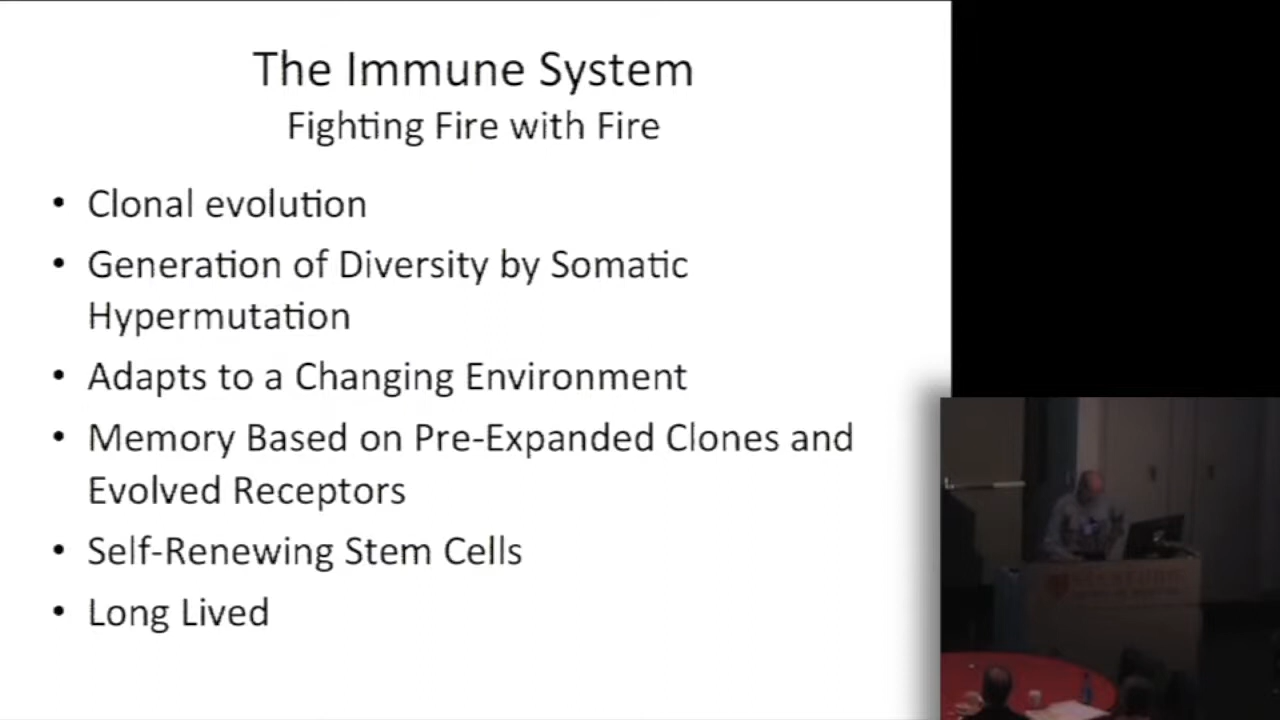 The Immune System
Fighting Fire with Fire
• Clonal evolution
• Generation of Diversity by Somatic
Hypermutation
• Adapts to a Changing Environment
• Memory Based on Pre-Expanded Clones and
Evolved Receptors
• Self-Renewing Stem Cells
• Long Lived